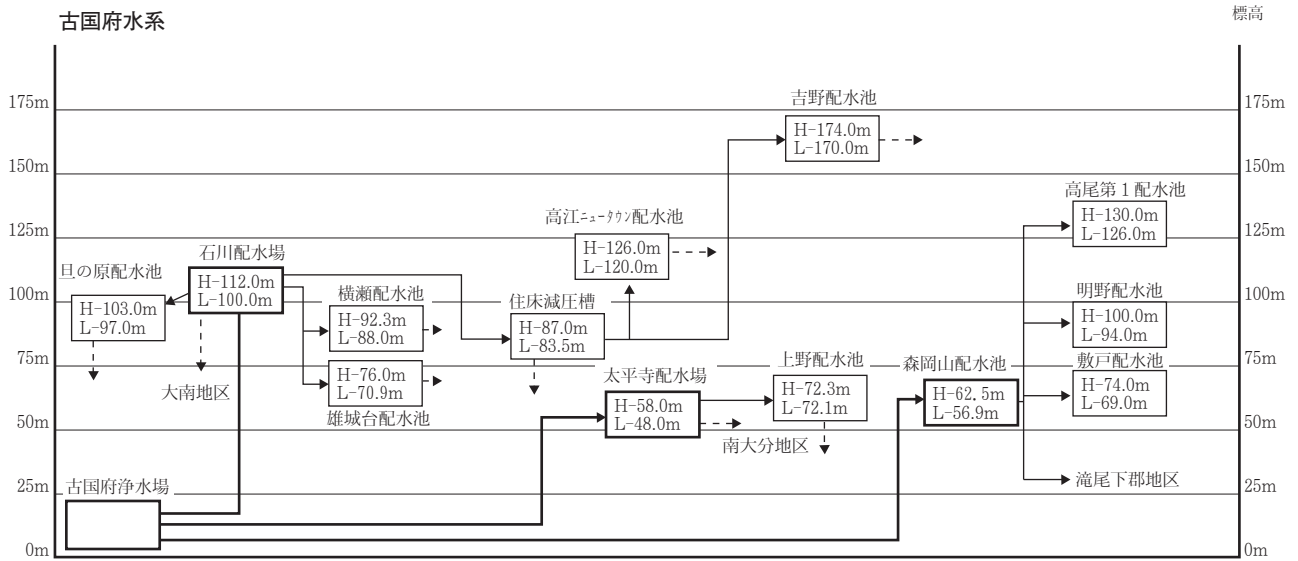 古国府水系
標高
175m
175m
150m
150m
125m
125m
100m
100m
75m
75m
50m
50m
25m
25m
0m
0m
吉野配水池
H-174.0m
L-170.0m
高尾第1配水池
H-130.0m
L-126.0m
高江ニュータウン配水池
H-126.0m
L-120.0m
石川配水場
H-112.0m
L-100.0m
旦の原配水池
H-103.0m
L-97.0m
大南地区
横瀬配水池
H-92.3m
L-88.0m
H-76.0m
L-70.9m
雄城台配水池
住床減圧槽
H-87.0m
L-83.5m
明野配水池
H-100.0m
L-94.0m
太平寺配水場
H-58.0m
L-48.0m
南大分地区
上野配水池
H-72.3m
L-72.1m
森岡山配水池
H-62.5m
L-56.9m
敷戸配水池
H-74.0m
L-69.0m
滝尾下郡地区
古国府浄水場